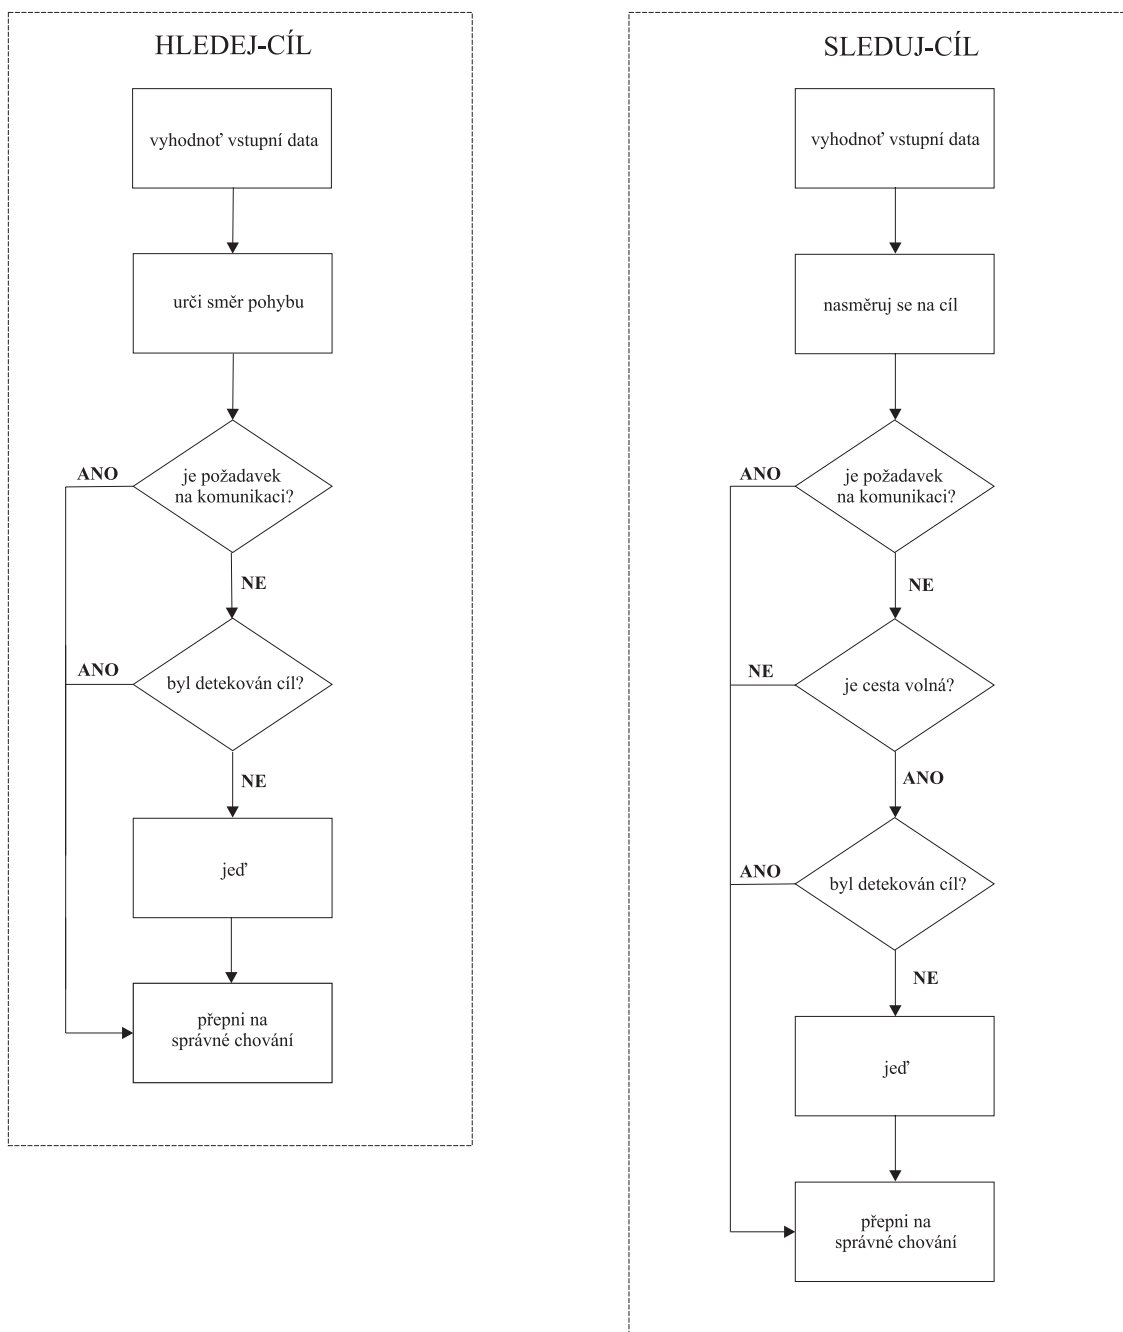 HLEDEJ-CÍL
vyhodnoť vstupní data
urči směr pohybu
ANO
je požadavek
na komunikaci?
NE
ANO
byl detekován cíl?
NE
jeď
přepni na
správné chování
SLEDUJ-CÍL
vyhodnoť vstupní data
nasměruj se na cíl
ANO
je požadavek
na komunikaci?
NE
NE
je cesta volná?
ANO
ANO
byl detekován cíl?
NE
jeď
přepni na
správné chování